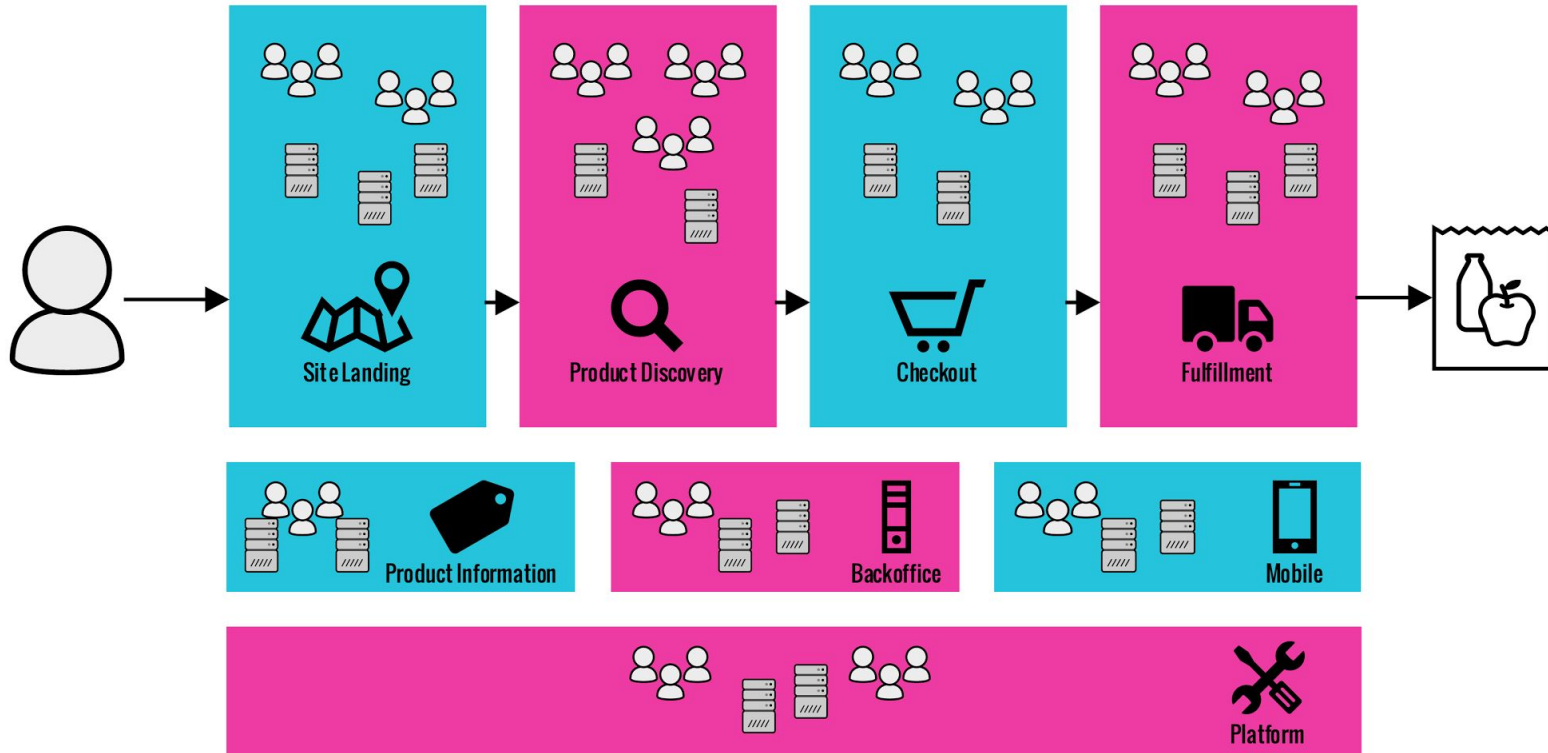 Site Landing
Product Discovery
Checkout
Fulfillment
Product Information
Backoffice
Mobile
Platform